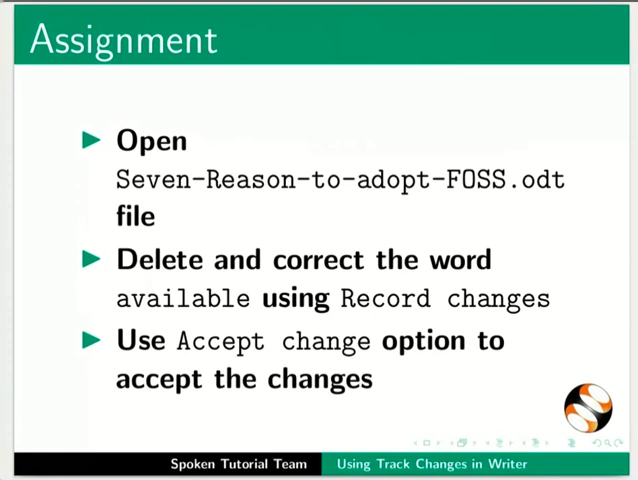 Assignment
Open
Seven-Reason-to-adopt-FOSS.odt
file
Delete and correct the word
available using Record changes
Use Accept change option to
accept the changes
Spoken Tutorial Team Using Track Changes in Writer